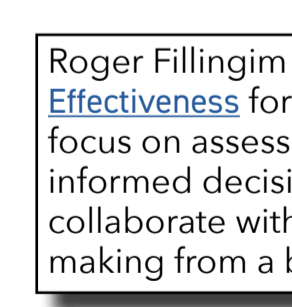 Roger Fillingim
Effectiveness for
focus on assess
informed decisi
collaborate with
making from a b